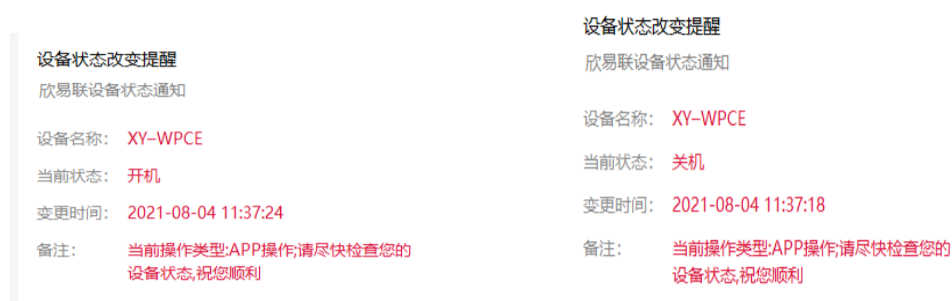 设备状态改变提醒
欣易联设备状态通知
设备名称： XY–WPCE
当前状态： 开机
变更时间： 2021-08-04 11:37:24
备注： 当前操作类型:APP操作;请尽快检查您的
设备状态,祝您顺利
设备状态改变提醒
欣易联设备状态通知
设备名称： XY–WPCE
当前状态： 关机
变更时间： 2021-08-04 11:37:18
备注： 当前操作类型:APP操作;请尽快检查您的
设备状态,祝您顺利